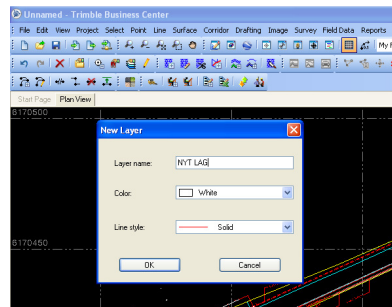 Unnamed - Trimble Business Center
File Edit View Project Select Point Line Surface Corridor Drafting Image Survey Field Data Reports
My F
Start Page Plan View
6170500
New Layer
Layer name: NYT LAG
Color: White
Line style: Solid
6170450
OK Cancel